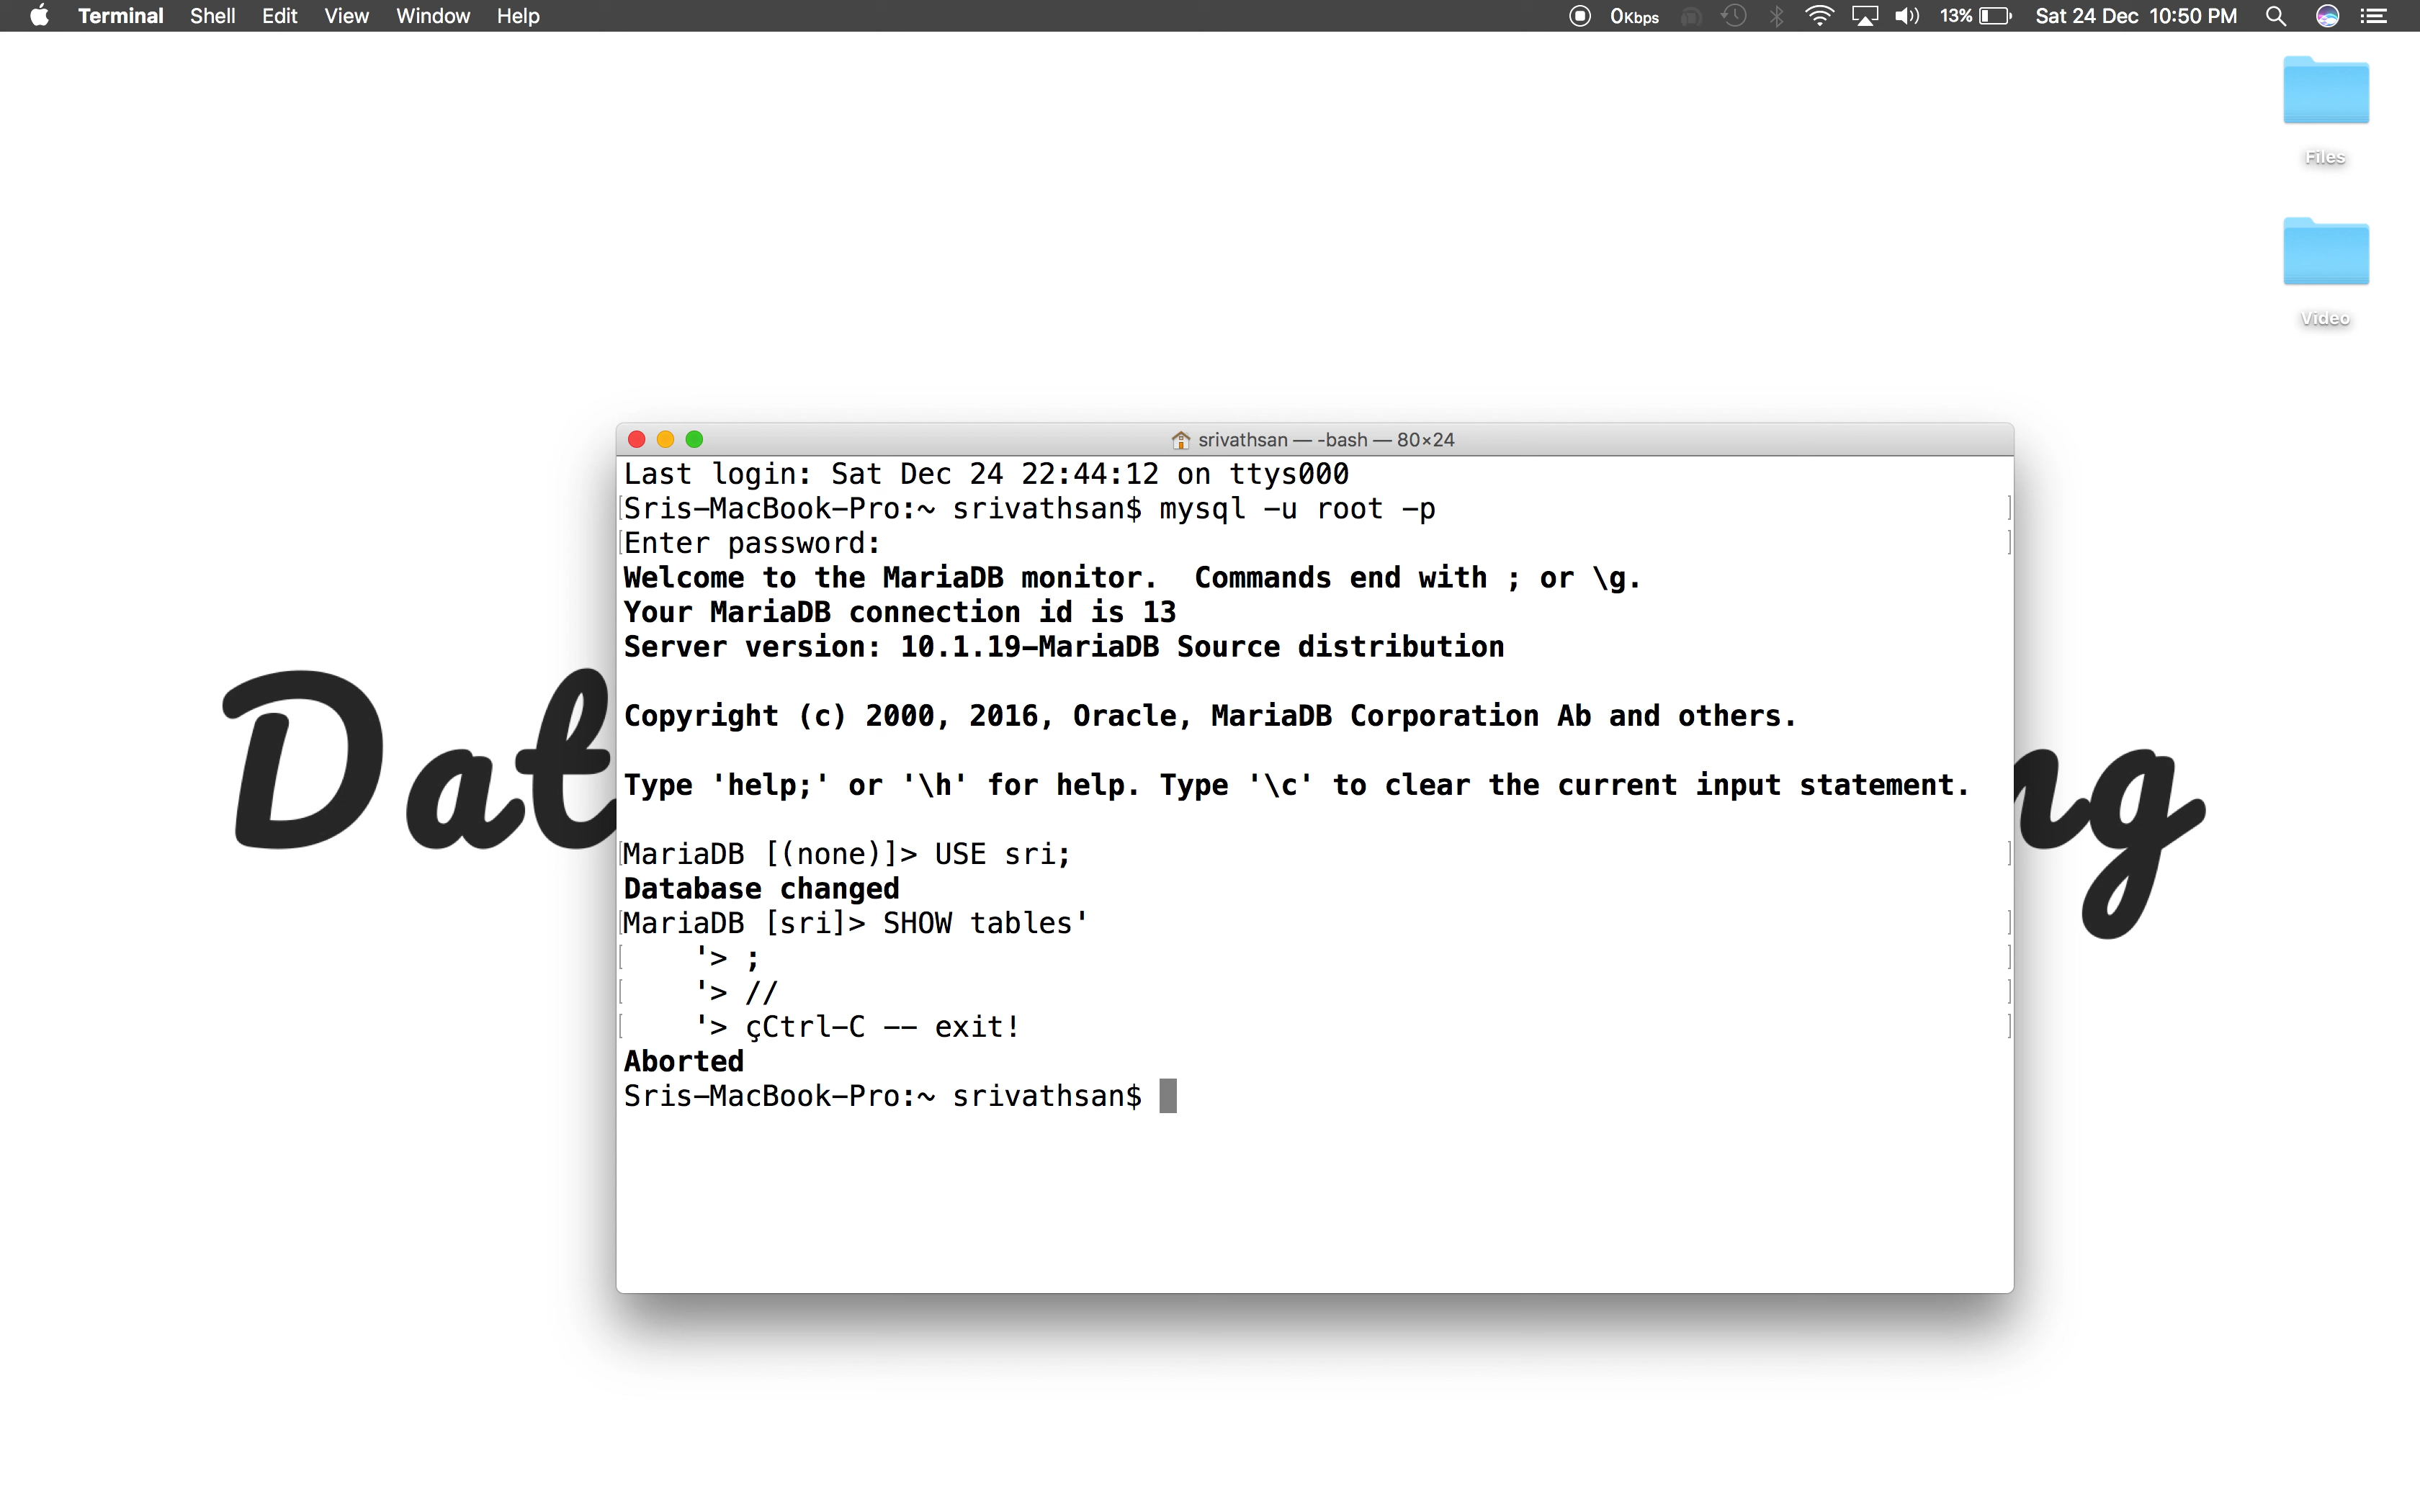 Terminal Shell Edit View Window Help 0Kbps 13% Sat 24 Dec 10:50 PM
Files
Video
srivathsan — -bash — 80×24
Last login: Sat Dec 24 22:44:12 on ttys000
[Sris-MacBook-Pro:~ srivathsan$ mysql -u root -p ]
[Enter password: ]
Welcome to the MariaDB monitor.  Commands end with ; or \g.
Your MariaDB connection id is 13
Server version: 10.1.19-MariaDB Source distribution
Copyright (c) 2000, 2016, Oracle, MariaDB Corporation Ab and others.
Type 'help;' or '\h' for help. Type '\c' to clear the current input statement.
[MariaDB [(none)]> USE sri; ]
Database changed
[MariaDB [sri]> SHOW tables' ]
[    '> ; ]
[    '> // ]
[    '> çCtrl-C -- exit! ]
Aborted
Sris-MacBook-Pro:~ srivathsan$
Dat
ng